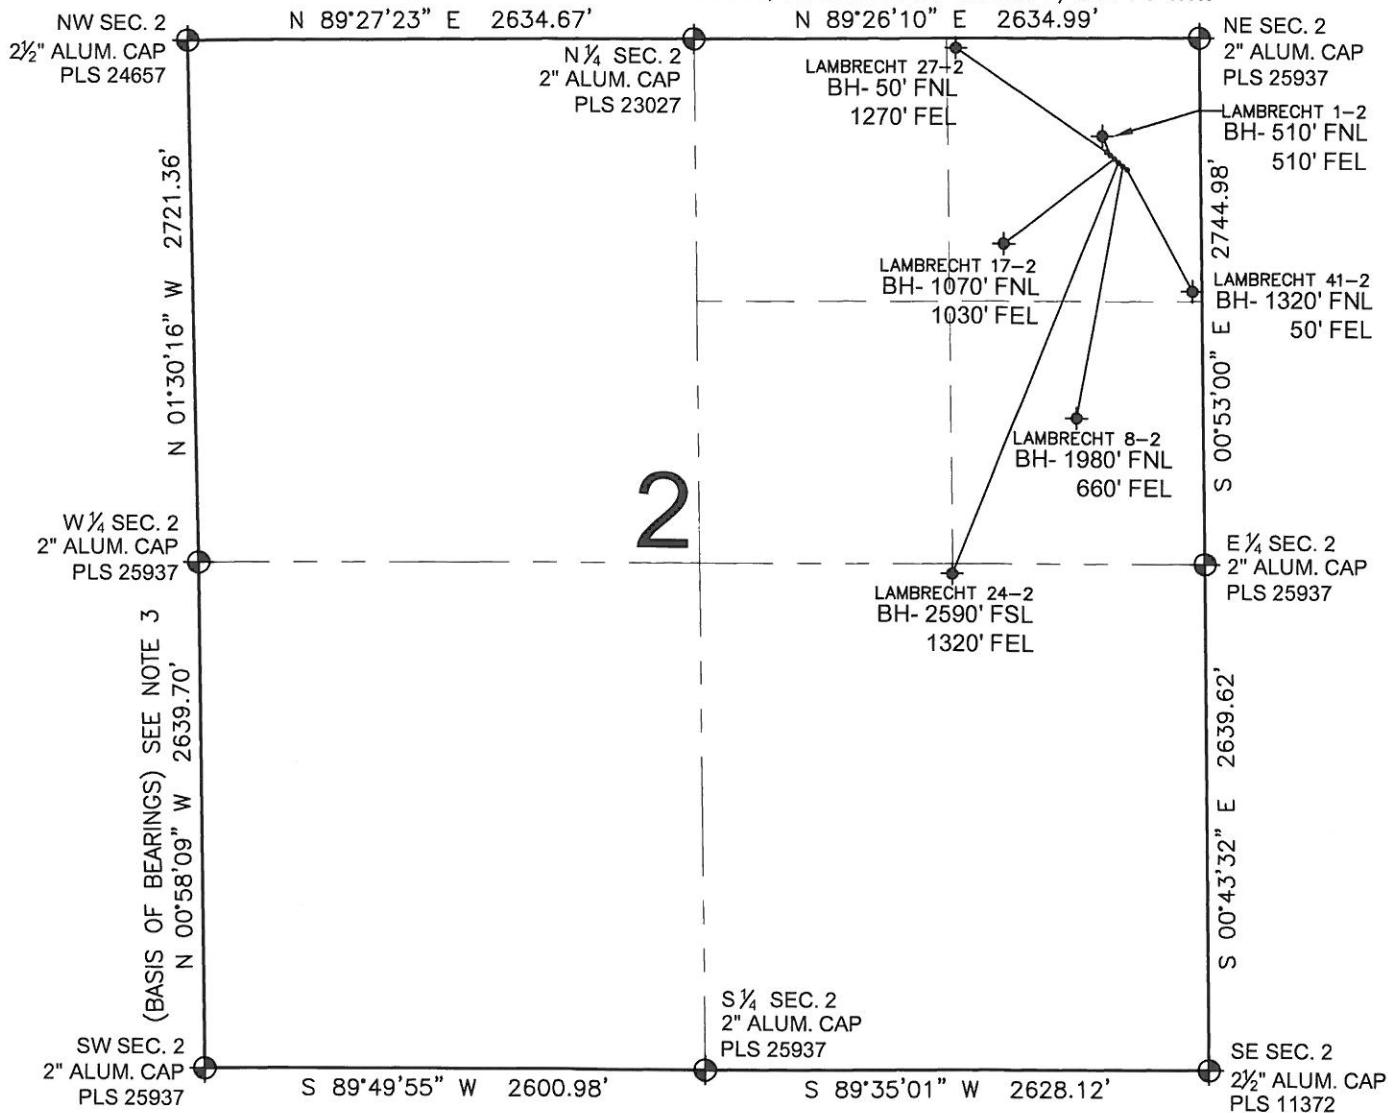 N 89°27'23" E 2634.67'
N 89°26'10" E 2634.99'
NW SEC. 2
2½" ALUM. CAP
PLS 24657
N ¼ SEC. 2
2" ALUM. CAP
PLS 23027
LAMBRECHT 27-2
BH- 50' FNL
1270' FEL
NE SEC. 2
2" ALUM. CAP
PLS 25937
LAMBRECHT 1-2
BH- 510' FNL
510' FEL
N 01°30'16" W 2721.36'
S 00°53'00" E 2744.98'
LAMBRECHT 17-2
BH- 1070' FNL
1030' FEL
LAMBRECHT 41-2
BH- 1320' FNL
50' FEL
LAMBRECHT 8-2
BH- 1980' FNL
660' FEL
2
W ¼ SEC. 2
2" ALUM. CAP
PLS 25937
E ¼ SEC. 2
2" ALUM. CAP
PLS 25937
LAMBRECHT 24-2
BH- 2590' FSL
1320' FEL
(BASIS OF BEARINGS) SEE NOTE 3
N 00°58'09" W 2639.70'
S 00°43'32" E 2639.62'
S ¼ SEC. 2
2" ALUM. CAP
PLS 25937
SW SEC. 2
2" ALUM. CAP
PLS 25937
S 89°49'55" W 2600.98'
S 89°35'01" W 2628.12'
SE SEC. 2
2½" ALUM. CAP
PLS 11372